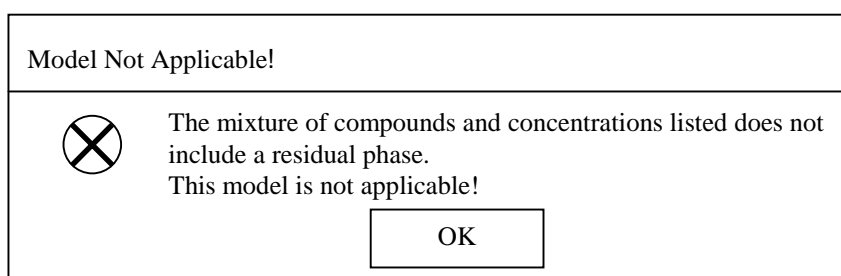 Model Not Applicable!
The mixture of compounds and concentrations listed does not
include a residual phase.
This model is not applicable!
OK